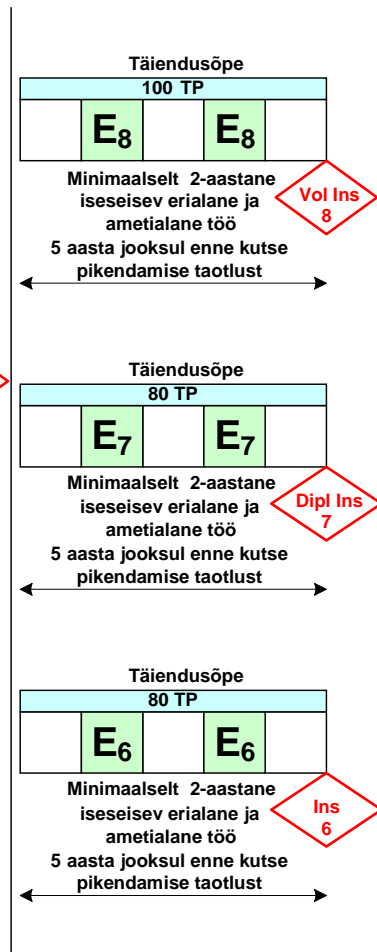 Täiendusõpe
100 TP
E8 E8
Minimaalselt 2-aastane
iseseisev erialane ja
ametialane töö
5 aasta jooksul enne kutse
pikendamise taotlust
Vol Ins
8
Täiendusõpe
80 TP
E7 E7
Minimaalselt 2-aastane
iseseisev erialane ja
ametialane töö
5 aasta jooksul enne kutse
pikendamise taotlust
Dipl Ins
7
Täiendusõpe
80 TP
E6 E6
Minimaalselt 2-aastane
iseseisev erialane ja
ametialane töö
5 aasta jooksul enne kutse
pikendamise taotlust
Ins
6